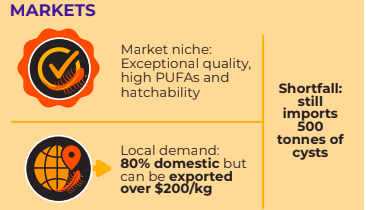 MARKETS
Market niche:
Exceptional quality,
high PUFAs and
hatchability
Local demand:
80% domestic but
can be exported
over $200/kg
Shortfall:
still
imports
500
tonnes of
cysts